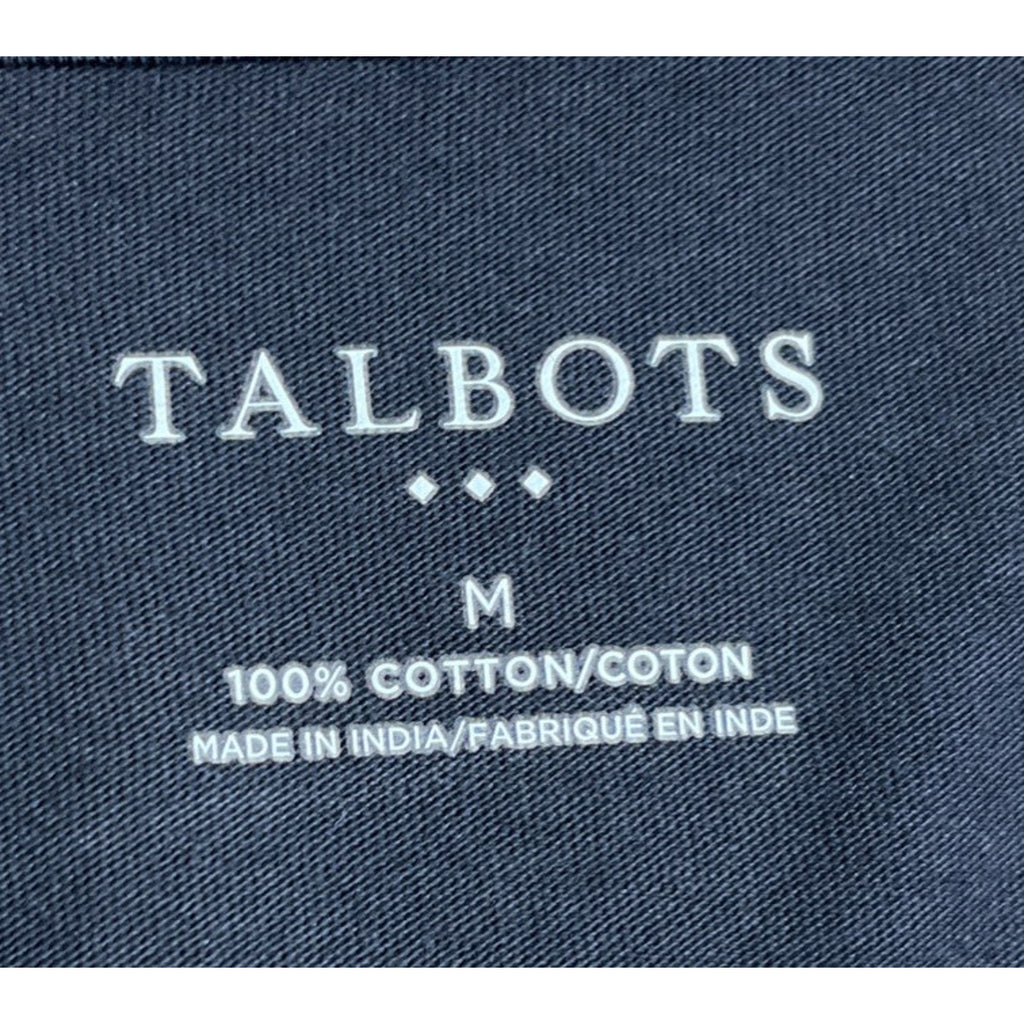 TALBOTS
M
100% COTTON/COTON
MADE IN INDIA/FABRIQUÉ EN INDE